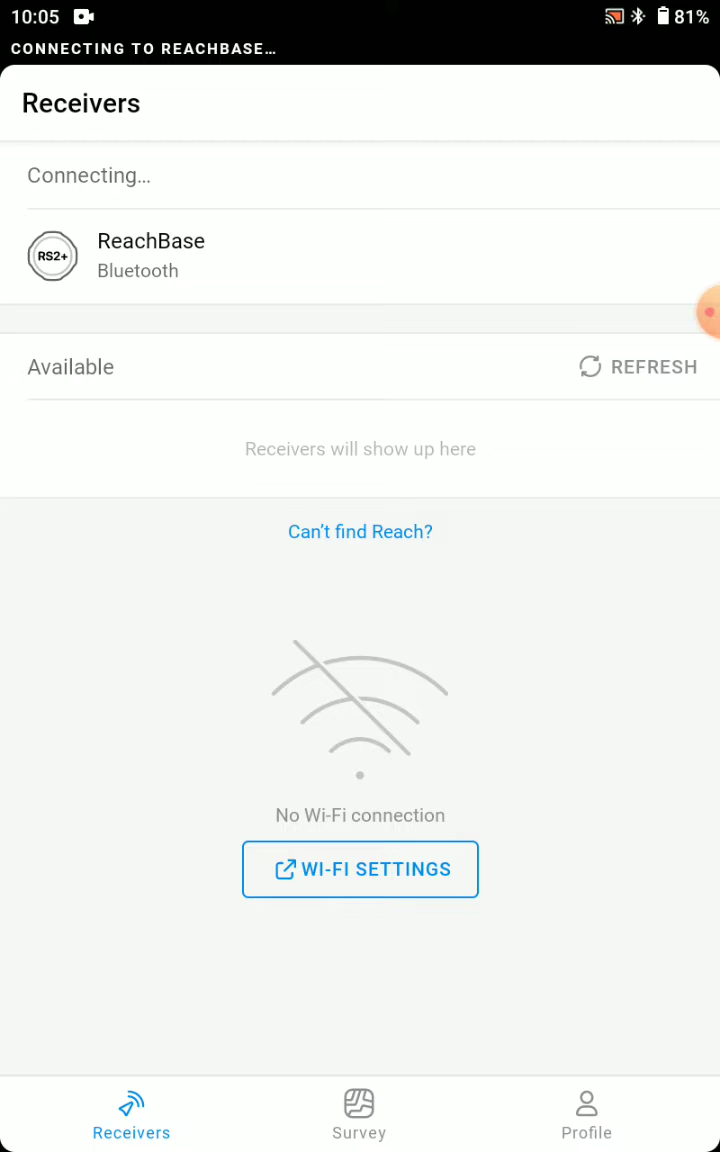 10:05
81%
CONNECTING TO REACHBASE…
Receivers
Connecting…
RS2+
ReachBase
Bluetooth
Available
REFRESH
Receivers will show up here
Can’t find Reach?
No Wi-Fi connection
WI-FI SETTINGS
Receivers
Survey
Profile